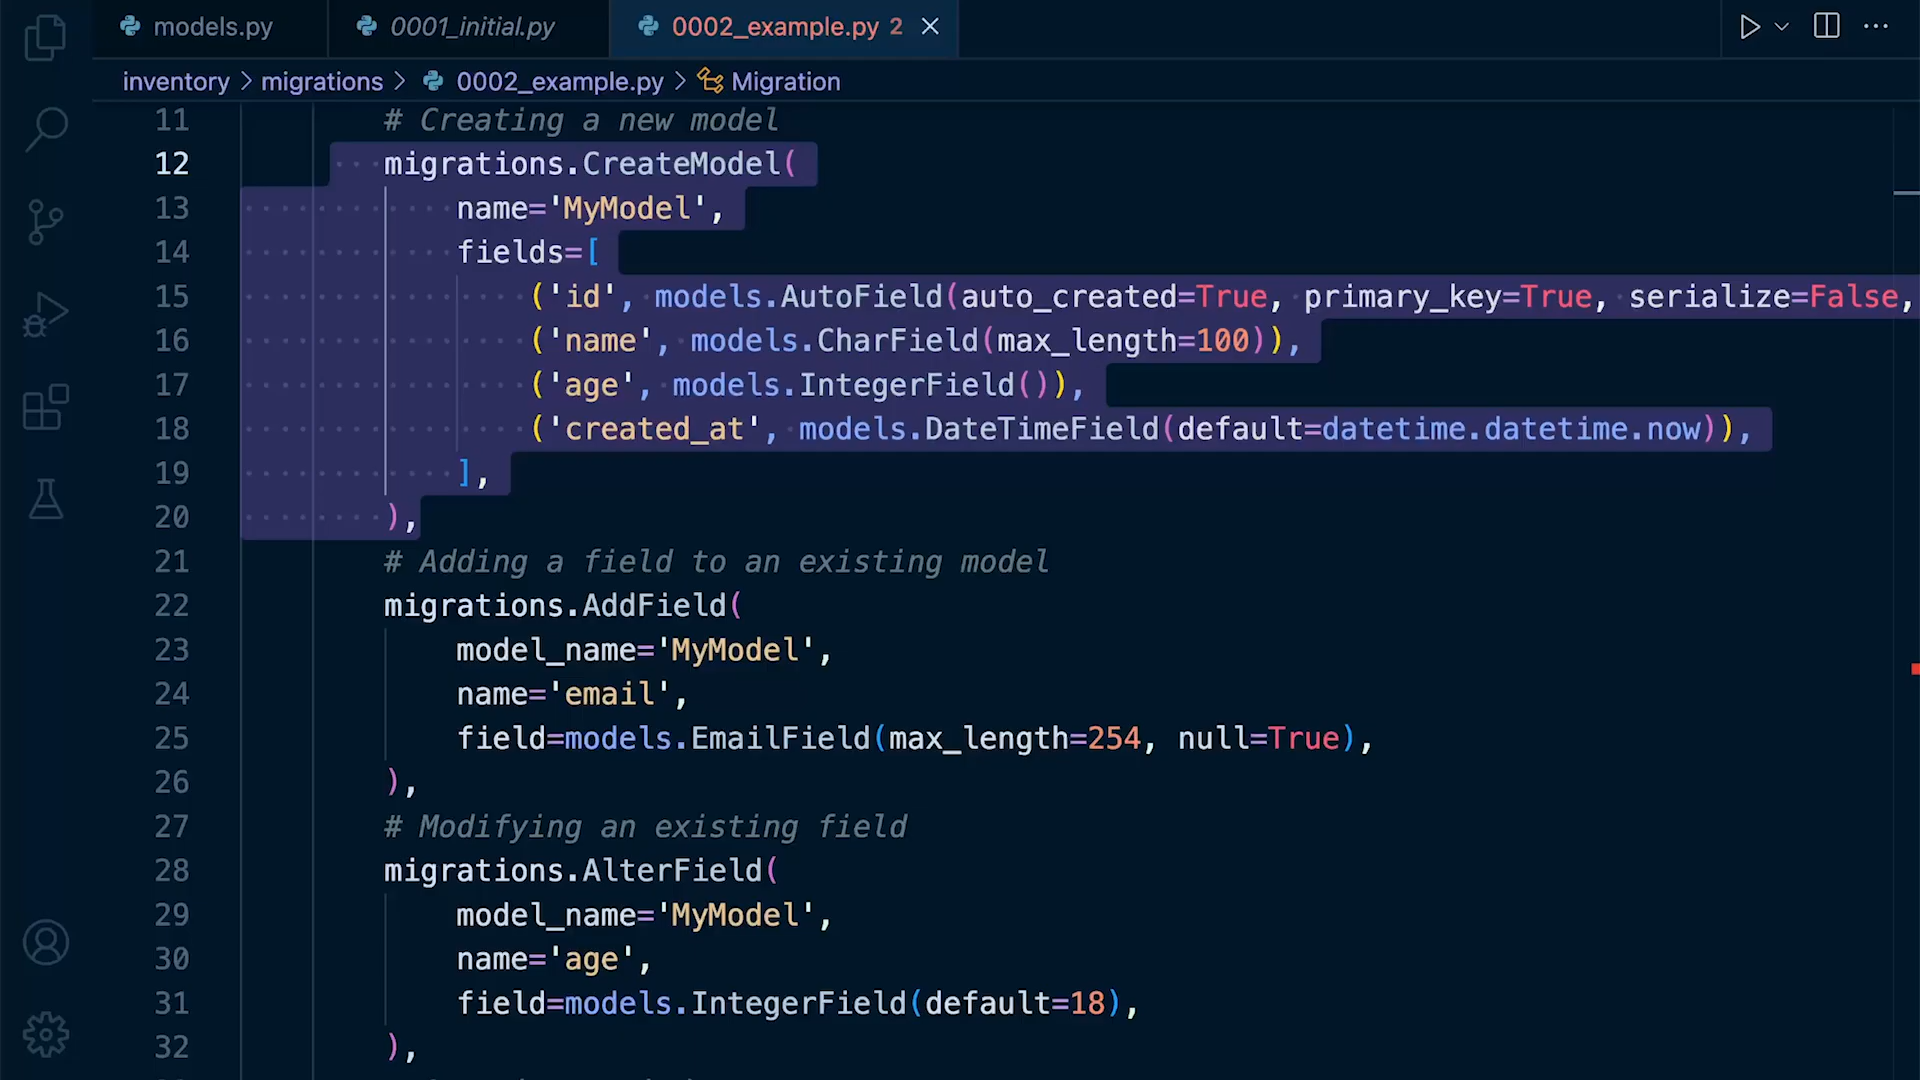 models.py 0001_initial.py 0002_example.py 2
inventory > migrations > 0002_example.py > Migration
11 # Creating a new model
12 migrations.CreateModel(
13 name='MyModel',
14 fields=[
15 ('id', models.AutoField(auto_created=True, primary_key=True, serialize=False,
16 ('name', models.CharField(max_length=100)),
17 ('age', models.IntegerField()),
18 ('created_at', models.DateTimeField(default=datetime.datetime.now)),
19 ],
20 ),
21 # Adding a field to an existing model
22 migrations.AddField(
23 model_name='MyModel',
24 name='email',
25 field=models.EmailField(max_length=254, null=True),
26 ),
27 # Modifying an existing field
28 migrations.AlterField(
29 model_name='MyModel',
30 name='age',
31 field=models.IntegerField(default=18),
32 ),